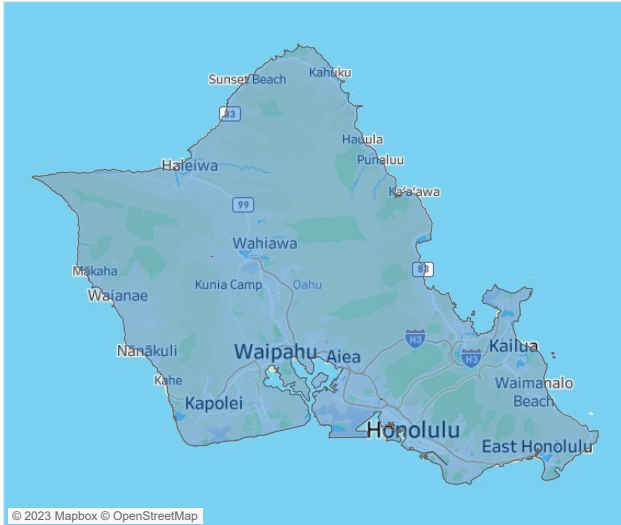 Kahuku
Sunset Beach
83
Hauula
Punaluu
Haleiwa
Ka'a'awa
99
Wahiawa
83
Mākaha
Kunia Camp
Oahu
Waianae
H3
Kailua
Nānākuli
Waipahu
Aiea
H3
Kahe
Waimanalo
Beach
Kapolei
Honolulu
East Honolulu
© 2023 Mapbox © OpenStreetMap